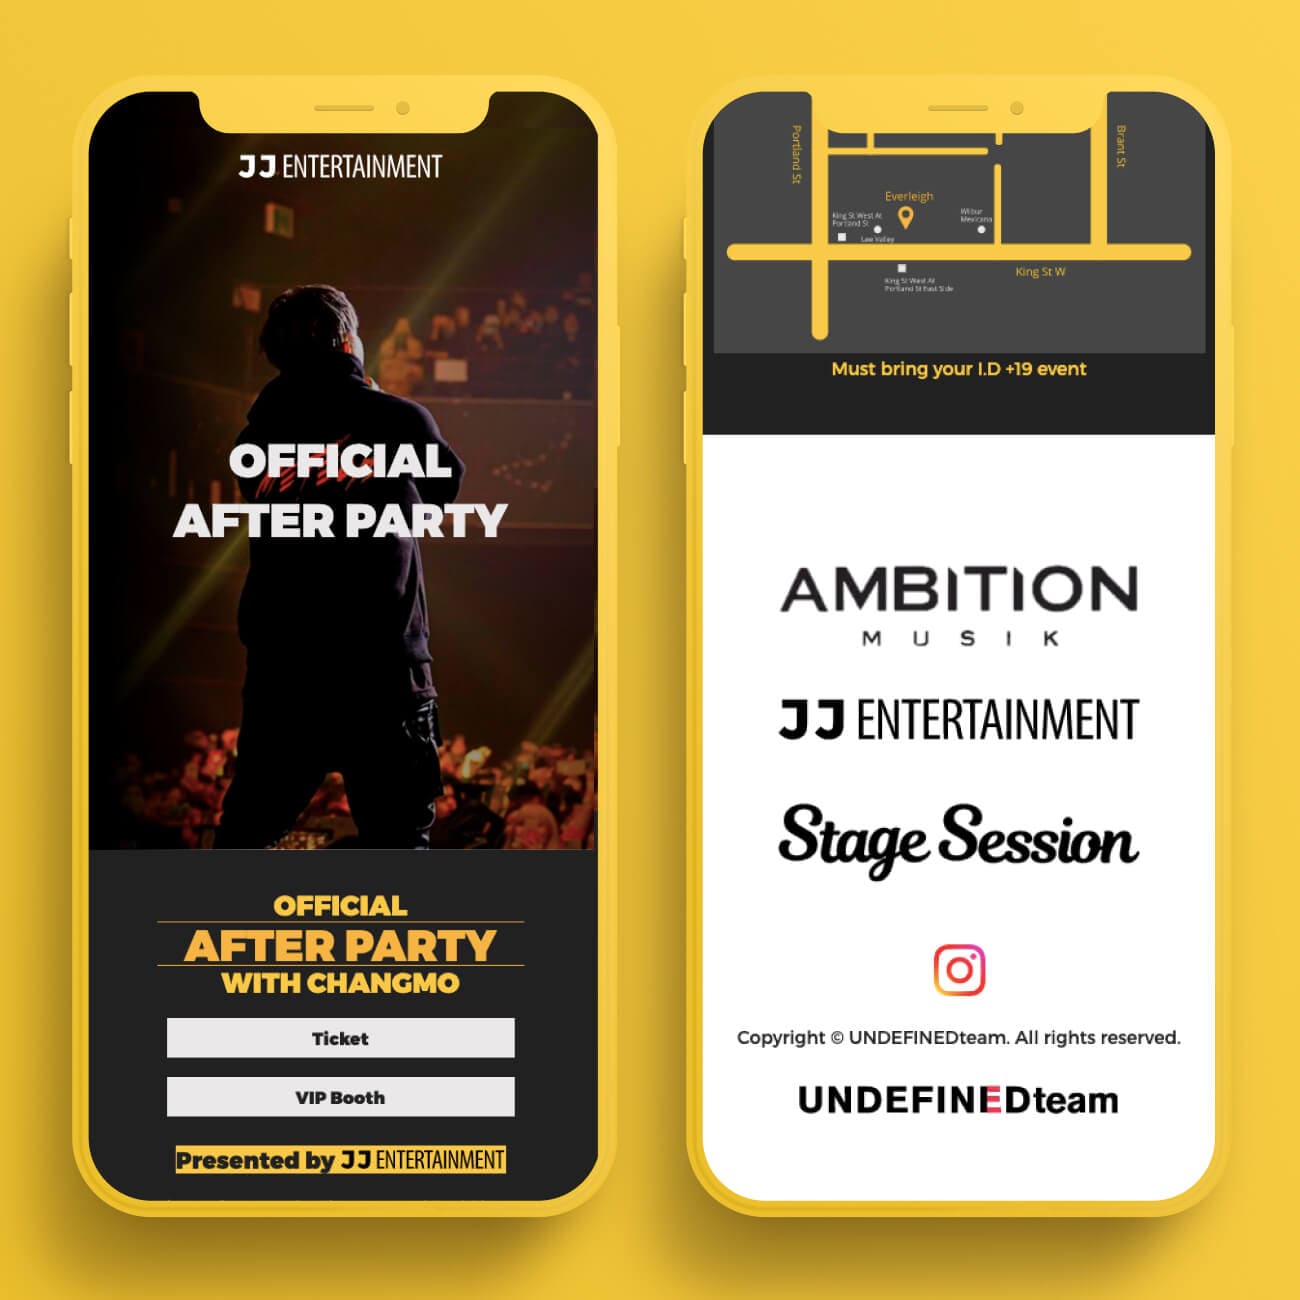 JJ ENTERTAINMENT
OFFICIAL
AFTER PARTY
OFFICIAL
AFTER PARTY
WITH CHANGMO
Ticket
VIP Booth
Presented by JJ ENTERTAINMENT
Portland St
Brant St
Everleigh
King St West At
Portland St
Lee Valley
Wilbur
Mexicana
King St W
King St West At
Portland St East Side
Must bring your I.D +19 event
AMBITION
MUSIK
JJ ENTERTAINMENT
Stage Session
Copyright © UNDEFINEDteam. All rights reserved.
UNDEFINEDteam